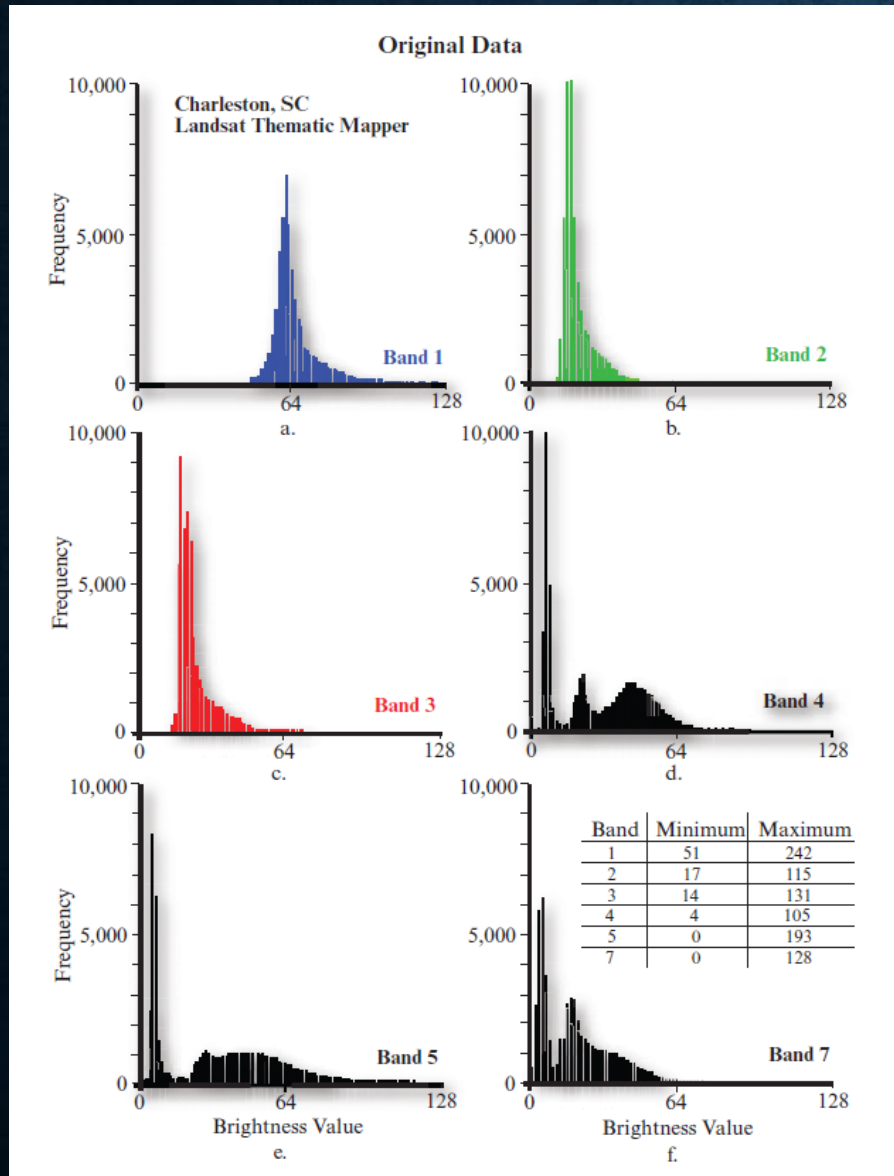 Original Data
10,000
Charleston, SC
Landsat Thematic Mapper
Frequency
5,000
Band 1
0
0 64 128
a.
10,000
5,000
Band 2
0
0 64 128
b.
10,000
Frequency
5,000
Band 3
0
0 64 128
c.
10,000
5,000
Band 4
0
0 64 128
d.
10,000
Frequency
5,000
Band 5
0
0 64 128
Brightness Value
e.
10,000
Band Minimum Maximum
1 51 242
2 17 115
3 14 131
4 4 105
5 0 193
7 0 128
5,000
Band 7
0
0 64 128
Brightness Value
f.